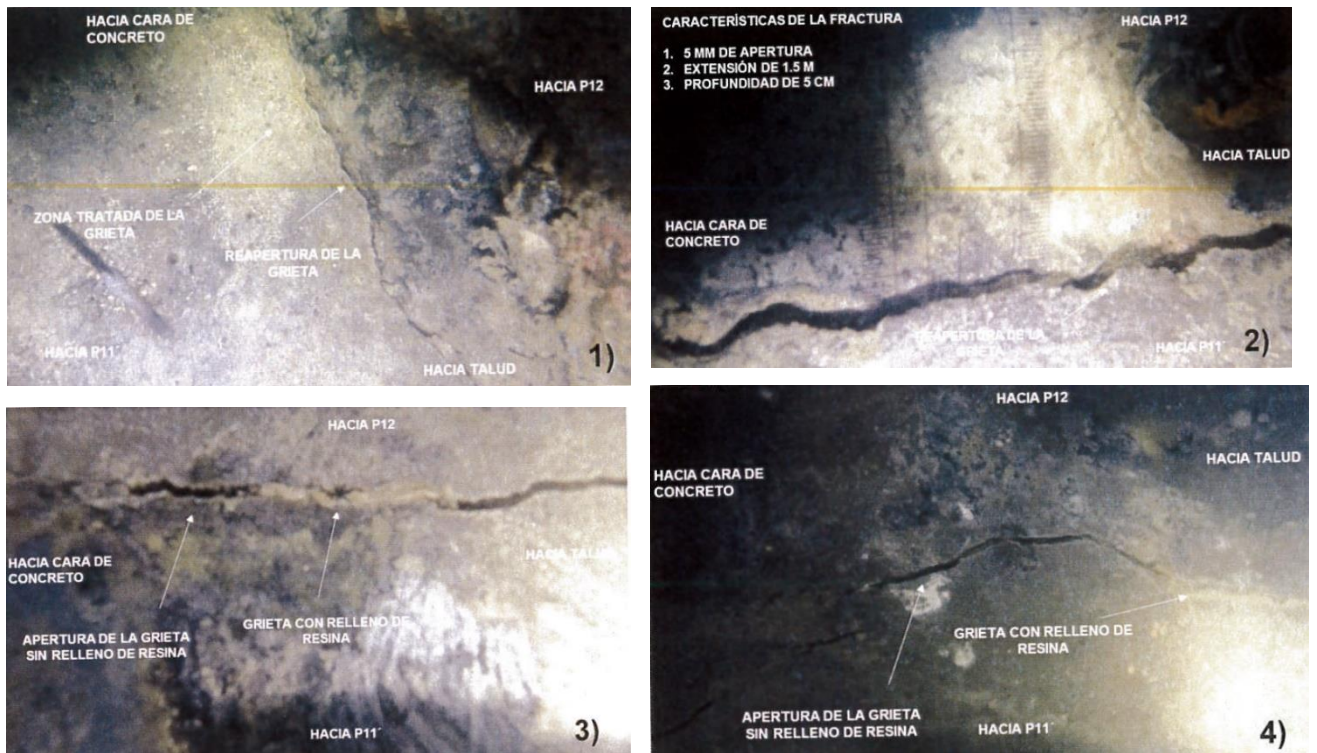 HACIA CARA DE
CONCRETO
HACIA P12
ZONA TRATADA DE LA
GRIETA
REAPERTURA DE LA
GRIETA
HACIA P11´
HACIA TALUD
1)
CARACTERÍSTICAS DE LA FRACTURA
1. 5 MM DE APERTURA
2. EXTENSIÓN DE 1.5 M
3. PROFUNDIDAD DE 5 CM
HACIA P12
HACIA TALUD
HACIA CARA DE
CONCRETO
REAPERTURA DE LA
GRIETA
HACIA P11´
2)
HACIA P12
HACIA CARA DE
CONCRETO
HACIA TALUD
APERTURA DE LA GRIETA
SIN RELLENO DE RESINA
GRIETA CON RELLENO DE
RESINA
HACIA P11´
3)
HACIA P12
HACIA CARA DE
CONCRETO
HACIA TALUD
GRIETA CON RELLENO DE
RESINA
APERTURA DE LA GRIETA
SIN RELLENO DE RESINA
HACIA P11´
4)